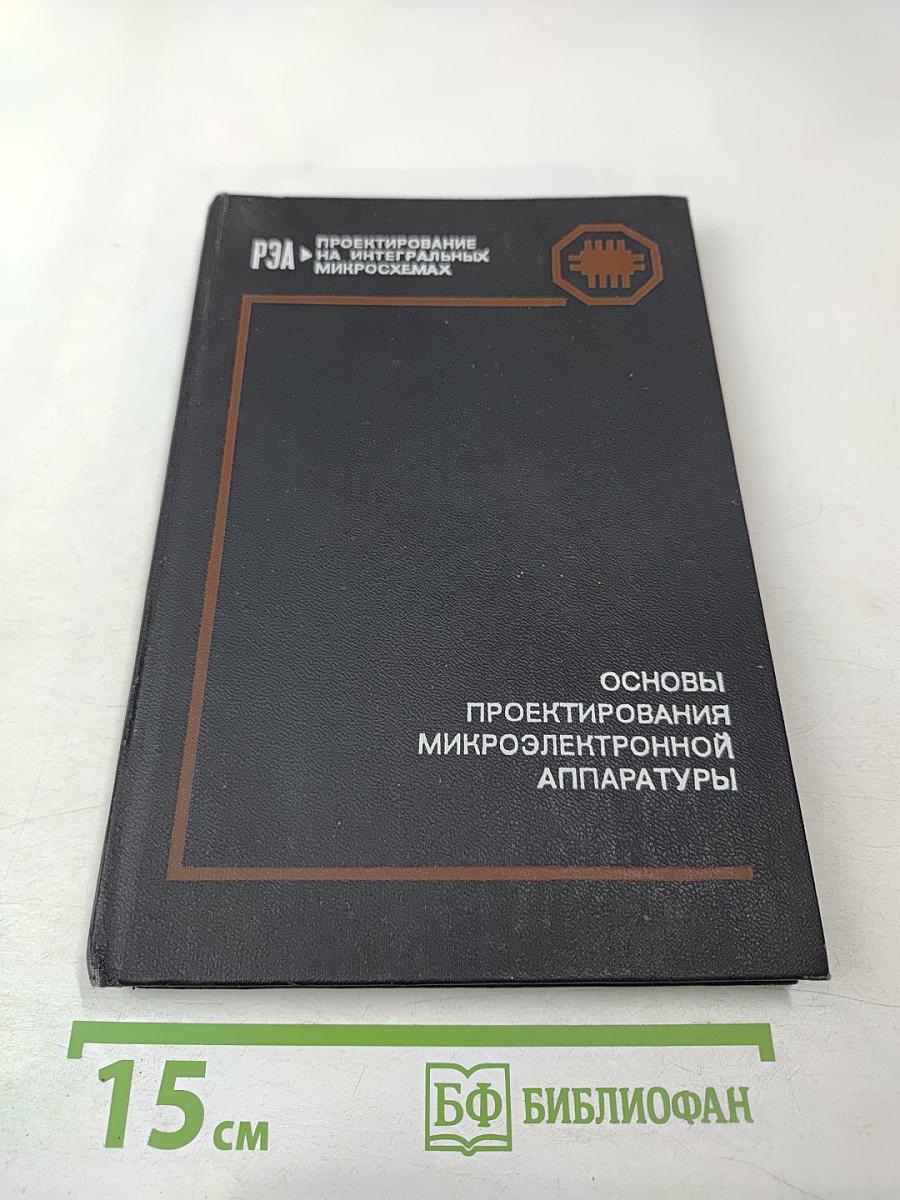 РЭА
ПРОЕКТИРОВАНИЕ
НА ИНТЕГРАЛЬНЫХ
МИКРОСХЕМАХ
ОСНОВЫ
ПРОЕКТИРОВАНИЯ
МИКРОЭЛЕКТРОННОЙ
АППАРАТУРЫ
15 см
БФ БИБЛИОФАН